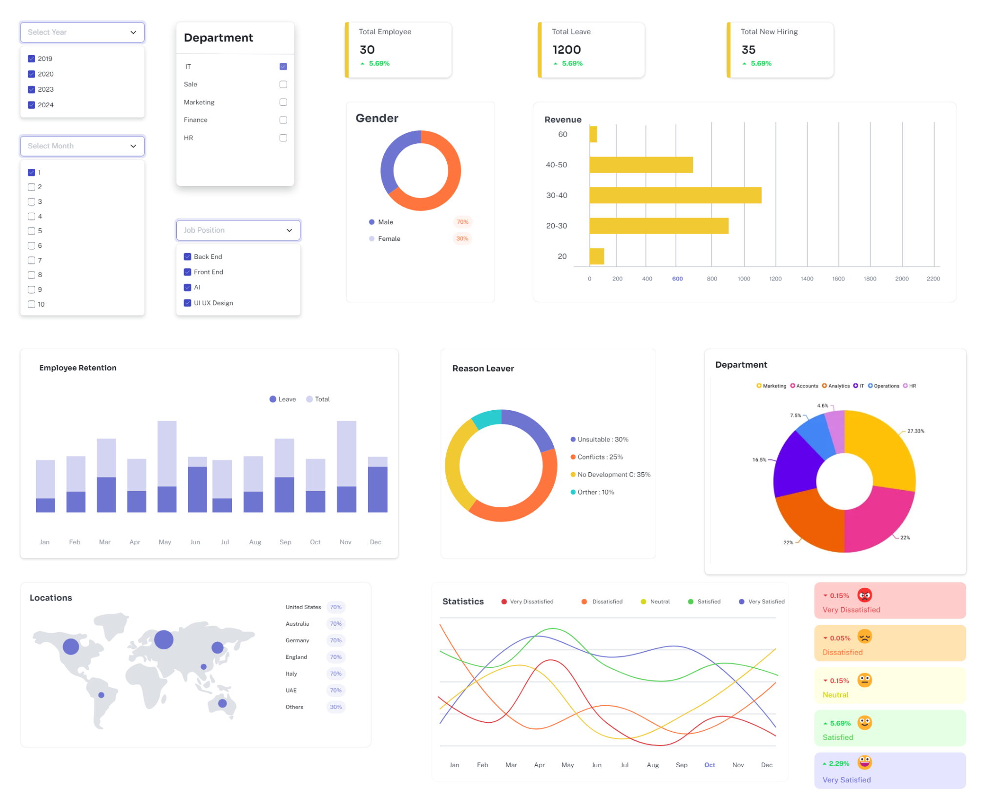 Select Year
2019
2020
2023
2024
Select Month
1
2
3
4
5
6
7
8
9
10
Department
IT
Sale
Marketing
Finance
HR
Job Position
Back End
Front End
AI
UI UX Design
Total Employee
30
5.69%
Total Leave
1200
5.69%
Total New Hiring
35
5.69%
Gender
Male 70%
Female 30%
Revenue
60
40-50
30-40
20-30
20
0 200 400 600 800 1000 1200 1400 1600 1800 2000 2200
Employee Retention
Leave Total
Jan Feb Mar Apr May Jun Jul Aug Sep Oct Nov Dec
Reason Leaver
Unsuitable : 30%
Conflicts : 25%
No Development C: 35%
Orther : 10%
Department
Marketing Accounts Analytics IT Operations HR
4.6%
7.5%
27.33%
16.5%
22%
22%
Locations
United States 70%
Australia 70%
Germany 70%
England 70%
Italy 70%
UAE 70%
Others 30%
Statistics Very Dissatisfied Dissatisfied Neutral Satisfied Very Satisfied
Jan Feb Mar Apr May Jun Jul Aug Sep Oct Nov Dec
0.15%
Very Dissatisfied
0.05%
Dissatisfied
0.15%
Neutral
5.69%
Satisfied
2.29%
Very Satisfied